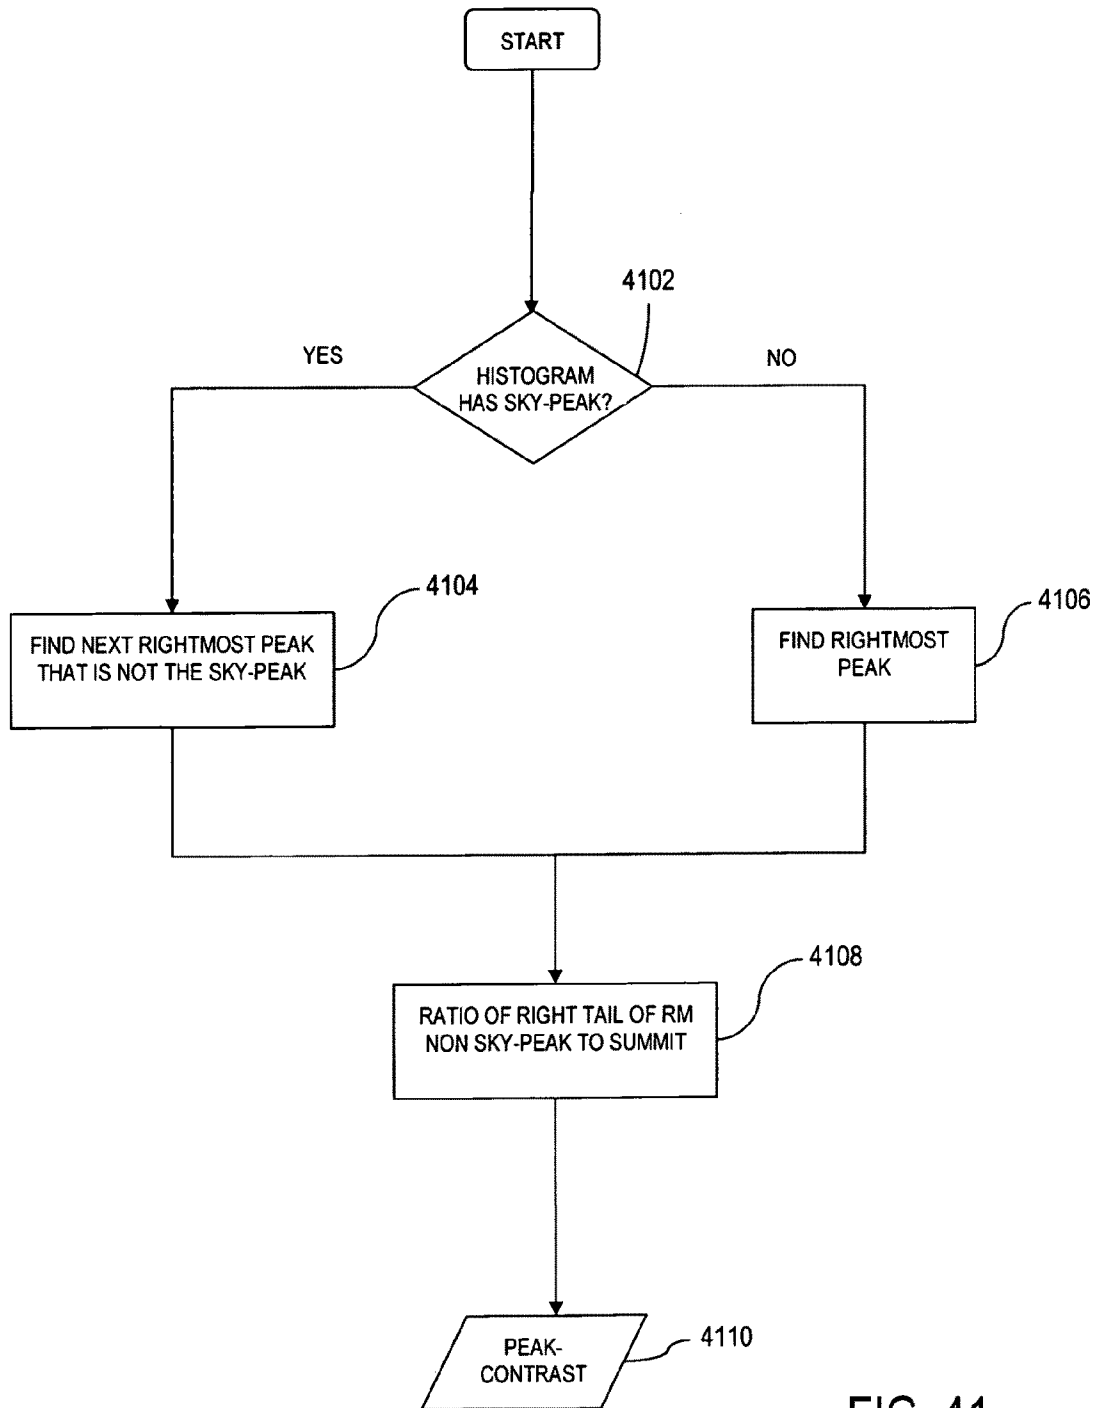 START
4102
YES
NO
HISTOGRAM
HAS SKY-PEAK?
4104
4106
FIND NEXT RIGHTMOST PEAK
THAT IS NOT THE SKY-PEAK
FIND RIGHTMOST
PEAK
4108
RATIO OF RIGHT TAIL OF RM
NON SKY-PEAK TO SUMMIT
4110
PEAK-
CONTRAST
FIG. 41